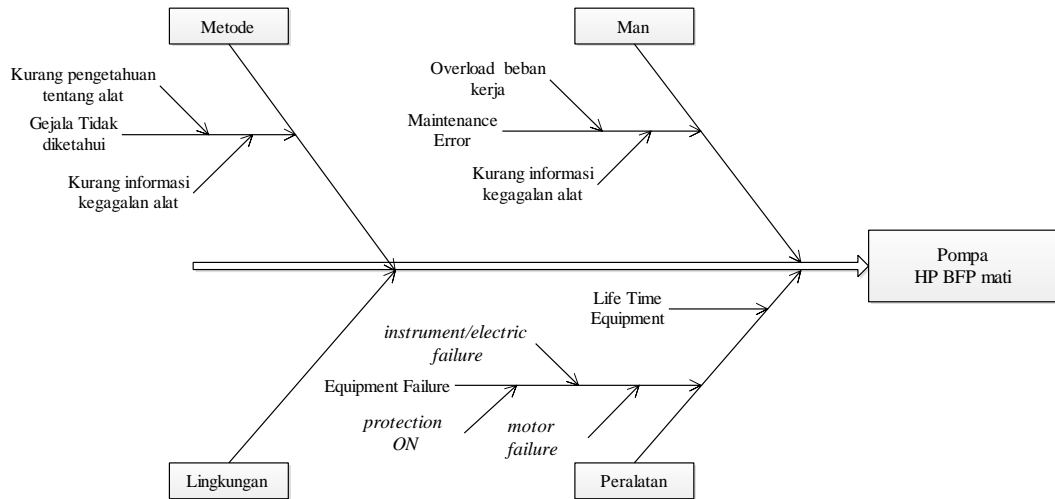 Metode
Man
Kurang pengetahuan
tentang alat
Gejala Tidak
diketahui
Kurang informasi
kegagalan alat
Overload beban
kerja
Maintenance
Error
Kurang informasi
kegagalan alat
Pompa
HP BFP mati
Life Time
Equipment
instrument/electric
failure
Equipment Failure
protection
ON
motor
failure
Lingkungan
Peralatan